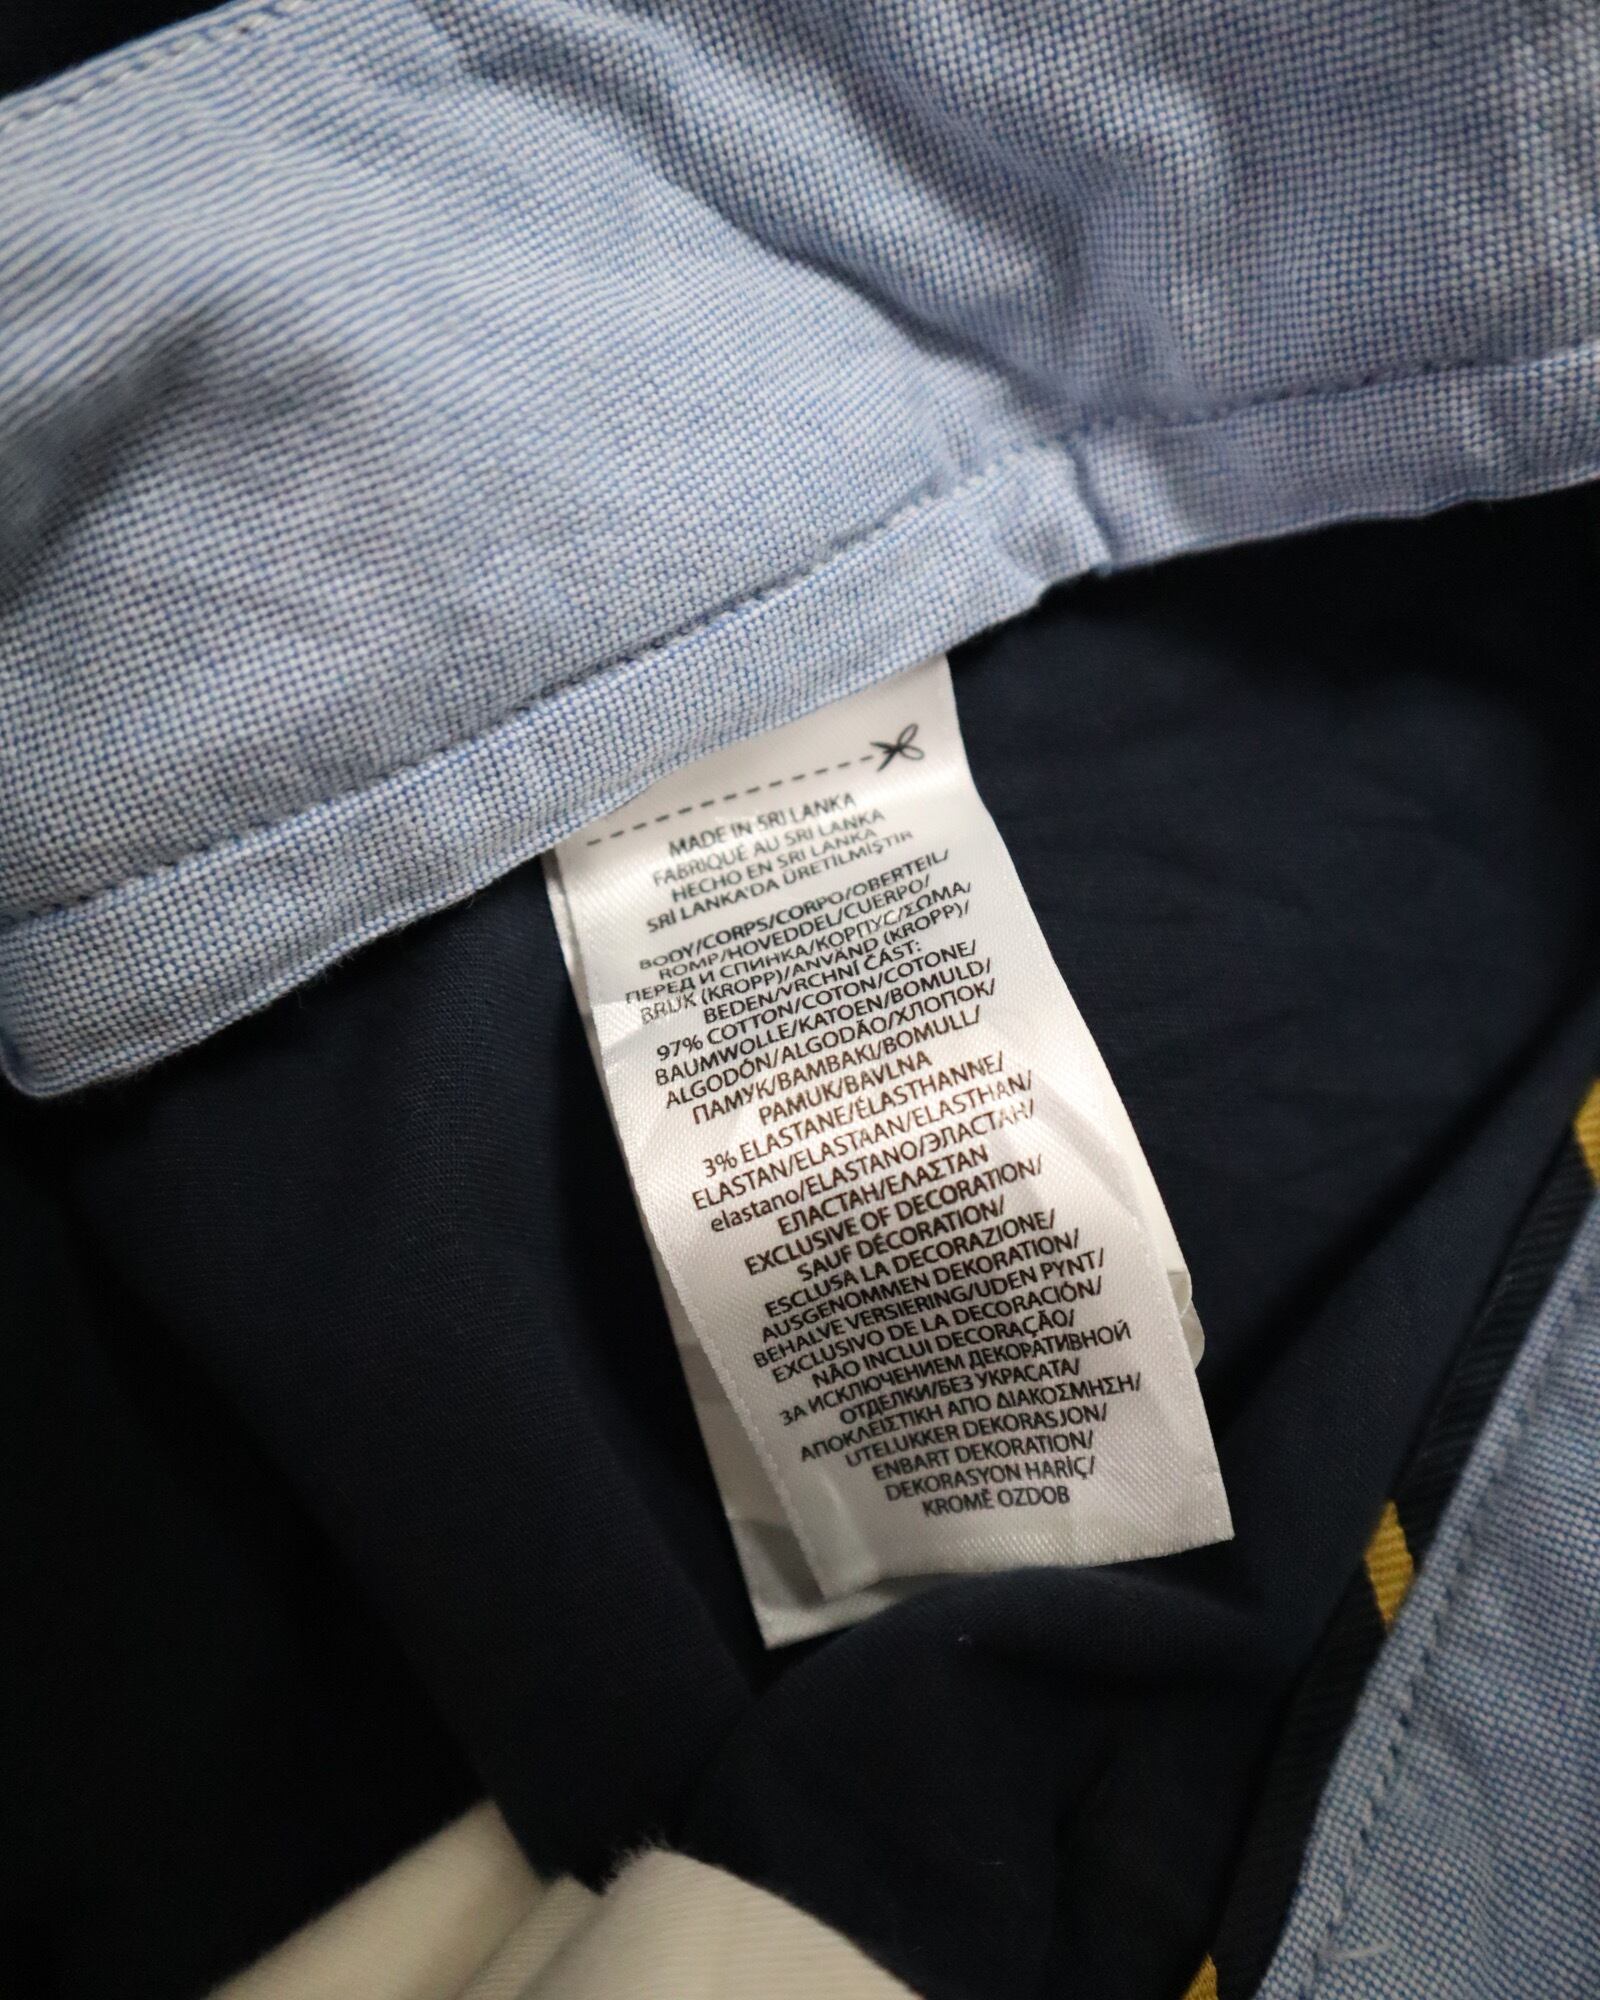 MADE IN SRI LANKA
FABRIQUE AU SRI LANKA
HECHO EN SRI LANKA
SRİ LANKA'DA ÜRETİLMİŞTİR
BODY/CORPS/CORPO/OBERTEIL/
ROMP/HOVEDDEL/CUERPO/
ПЕРЕД И СПИНКА/КОРПУС/ΣΩΜΑ/
BRUK (KROPP)/ANVÄND (KROPP)/
BEDEN/VRCHNÍ ČÁST:
97% COTTON/COTON/COTONE/
BAUMWOLLE/KATOEN/BOMULD/
ALGODÓN/ALGODÃO/ХЛОПОК/
ПАМУК/BAMBAKI/BOMULL/
PAMUK/BAVLNA
3% ELASTANE/ÉLASTHANNE/
ELASTAN/ELASTAAN/ELASTHAN/
elastano/ELASTANO/ЭЛАСТАН/
ЕЛАСТАН/ΕΛΑΣΤΑΝ
EXCLUSIVE OF DECORATION/
SAUF DÉCORATION/
ESCLUSA LA DECORAZIONE/
AUSGENOMMEN DEKORATION/
BEHALVE VERSIERING/UDEN PYNT/
EXCLUSIVO DE LA DECORACIÓN/
NÃO INCLUI DECORAÇÃO/
ЗА ИСКЛЮЧЕНИЕМ ДЕКОРАТИВНОЙ
ОТДЕЛКИ/БЕЗ УКРАСАТА/
ΑΠΟΚΛΕΙΣΤΙΚΗ ΑΠΟ ΔΙΑΚΟΣΜΗΣΗ/
UTELUKKER DEKORASJON/
ENBART DEKORATION/
DEKORASYON HARİÇ/
KROMĚ OZDOB